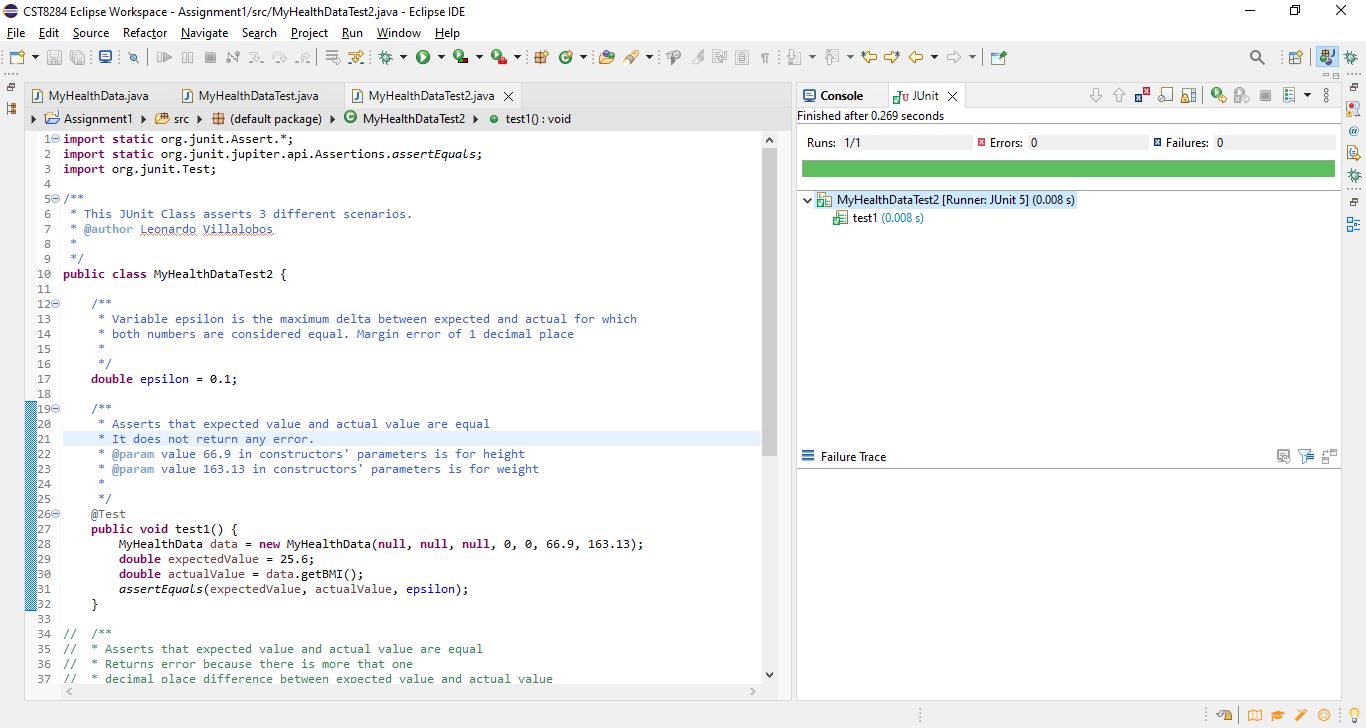 CST8284 Eclipse Workspace - Assignment1/src/MyHealthDataTest2.java - Eclipse IDE
File Edit Source Refactor Navigate Search Project Run Window Help
MyHealthData.java MyHealthDataTest.java MyHealthDataTest2.java
Assignment1 src (default package) MyHealthDataTest2 test1() : void
1 import static org.junit.Assert.*;
2 import static org.junit.jupiter.api.Assertions.assertEquals;
3 import org.junit.Test;
4
5 /**
6  * This JUnit Class asserts 3 different scenarios.
7  * @author Leonardo Villalobos
8  *
9  */
10 public class MyHealthDataTest2 {
11
12     /**
13      * Variable epsilon is the maximum delta between expected and actual for which
14      * both numbers are considered equal. Margin error of 1 decimal place
15      *
16      */
17     double epsilon = 0.1;
18
19     /**
20      * Asserts that expected value and actual value are equal
21      * It does not return any error.
22      * @param value 66.9 in constructors' parameters is for height
23      * @param value 163.13 in constructors' parameters is for weight
24      *
25      */
26     @Test
27     public void test1() {
28         MyHealthData data = new MyHealthData(null, null, null, 0, 0, 66.9, 163.13);
29         double expectedValue = 25.6;
30         double actualValue = data.getBMI();
31         assertEquals(expectedValue, actualValue, epsilon);
32     }
33
34 //  /**
35 //  * Asserts that expected value and actual value are equal
36 //  * Returns error because there is more that one
37 //  * decimal place difference between expected value and actual value
Console JUnit
Finished after 0.269 seconds
Runs: 1/1 Errors: 0 Failures: 0
MyHealthDataTest2 [Runner: JUnit 5] (0.008 s)
test1 (0.008 s)
Failure Trace